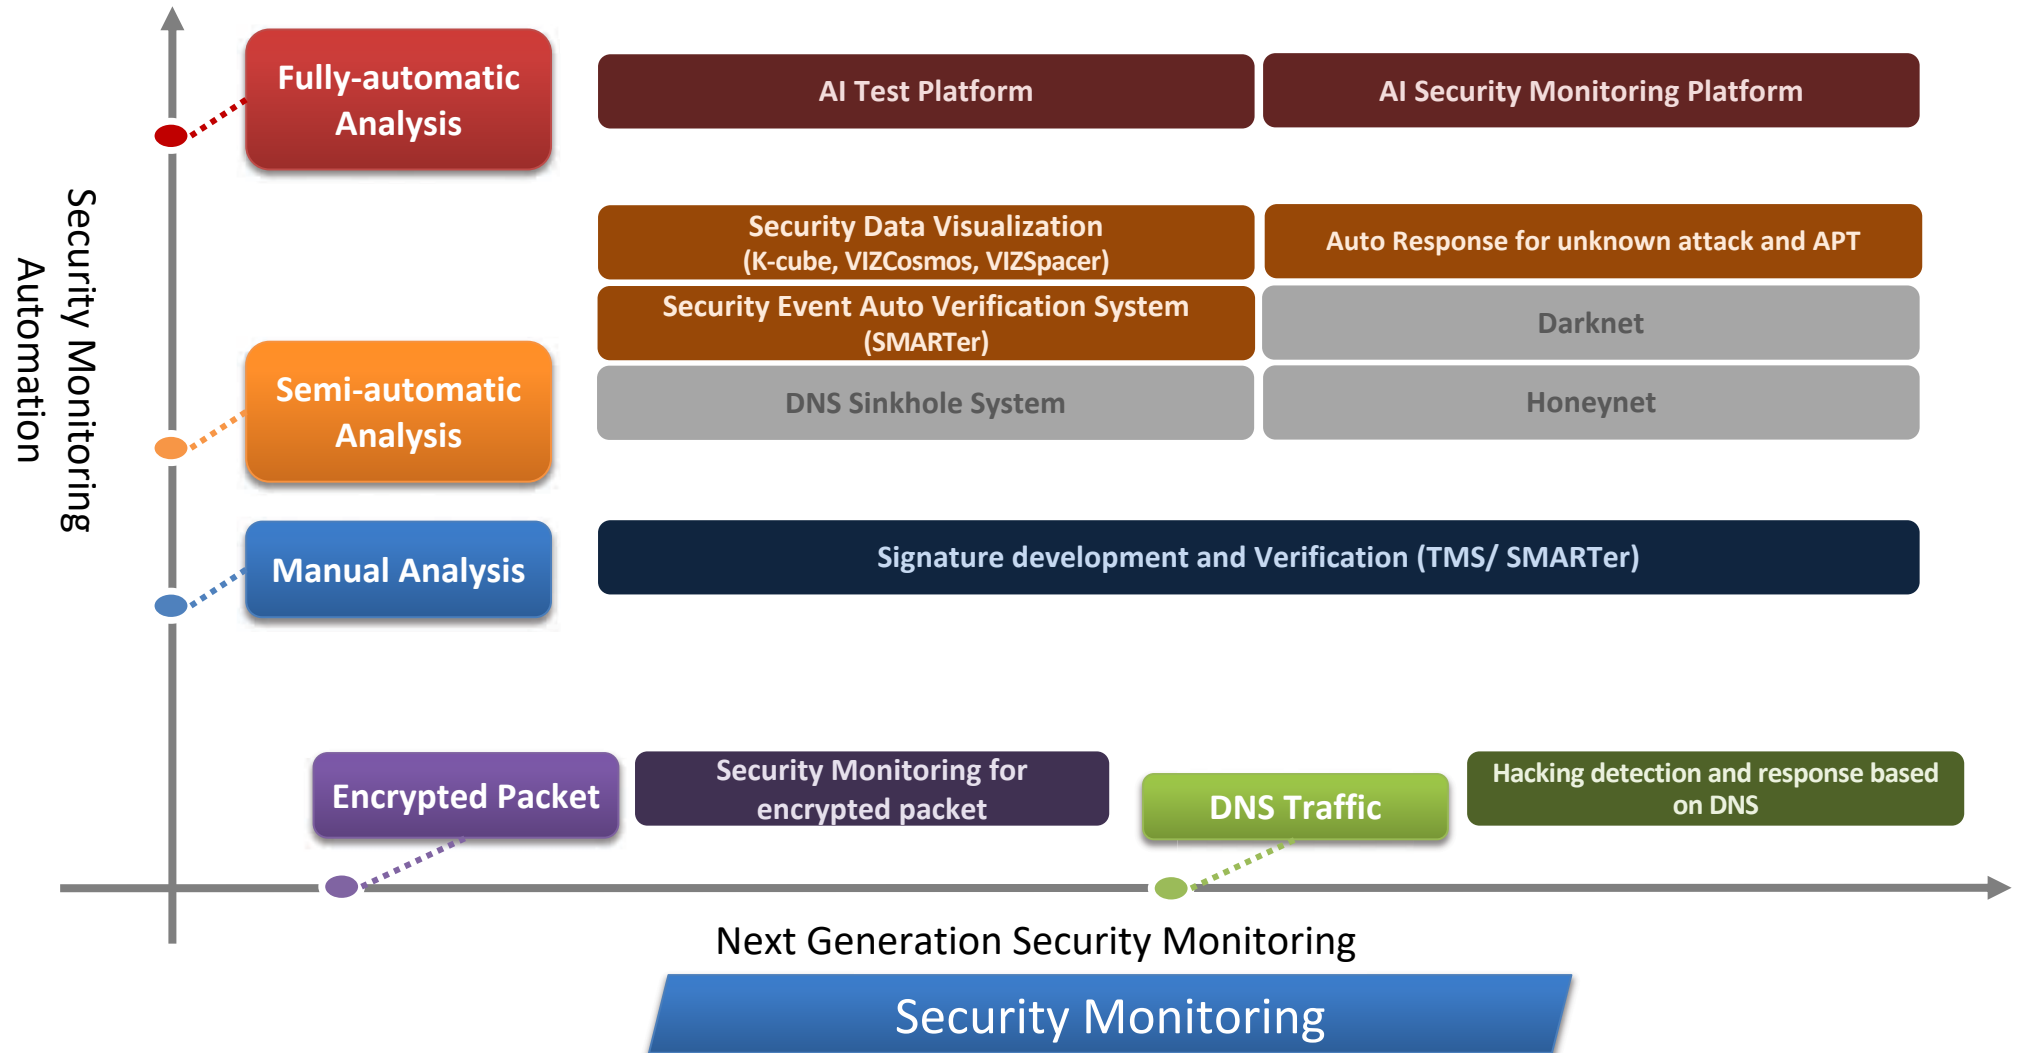 Fully-automatic
Analysis
AI Test Platform
AI Security Monitoring Platform
Security Monitoring
Automation
Security Data Visualization
(K-cube, VIZCosmos, VIZSpacer)
Auto Response for unknown attack and APT
Security Event Auto Verification System
(SMARTer)
Darknet
Semi-automatic
Analysis
DNS Sinkhole System
Honeynet
Manual Analysis
Signature development and Verification (TMS/ SMARTer)
Encrypted Packet
Security Monitoring for
encrypted packet
DNS Traffic
Hacking detection and response based
on DNS
Next Generation Security Monitoring
Security Monitoring